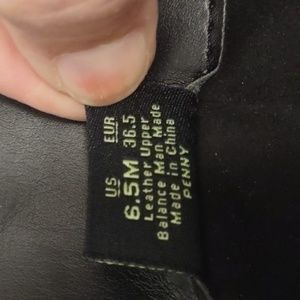 US EUR
6.5M 36.5
Leather Upper
Balance Man Made
Made in China
PENNY